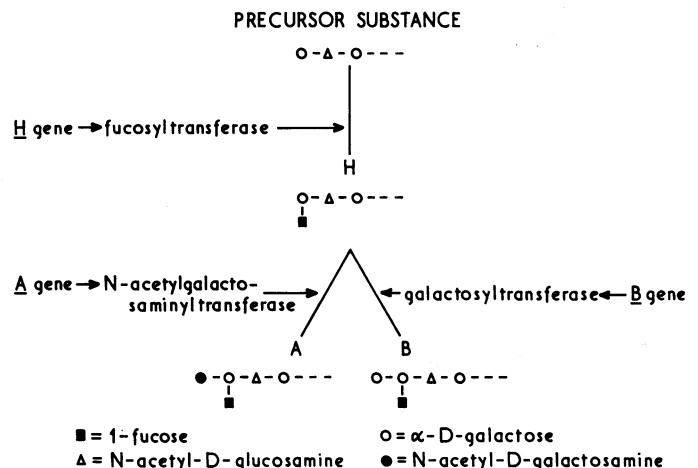 PRECURSOR SUBSTANCE
H gene → fucosyltransferase
H
A gene → N-acetylgalacto-
saminyltransferase
galactosyltransferase ← B gene
A
B
■ = 1-fucose
○ = α-D-galactose
Δ = N-acetyl-D-glucosamine
● = N-acetyl-D-galactosamine